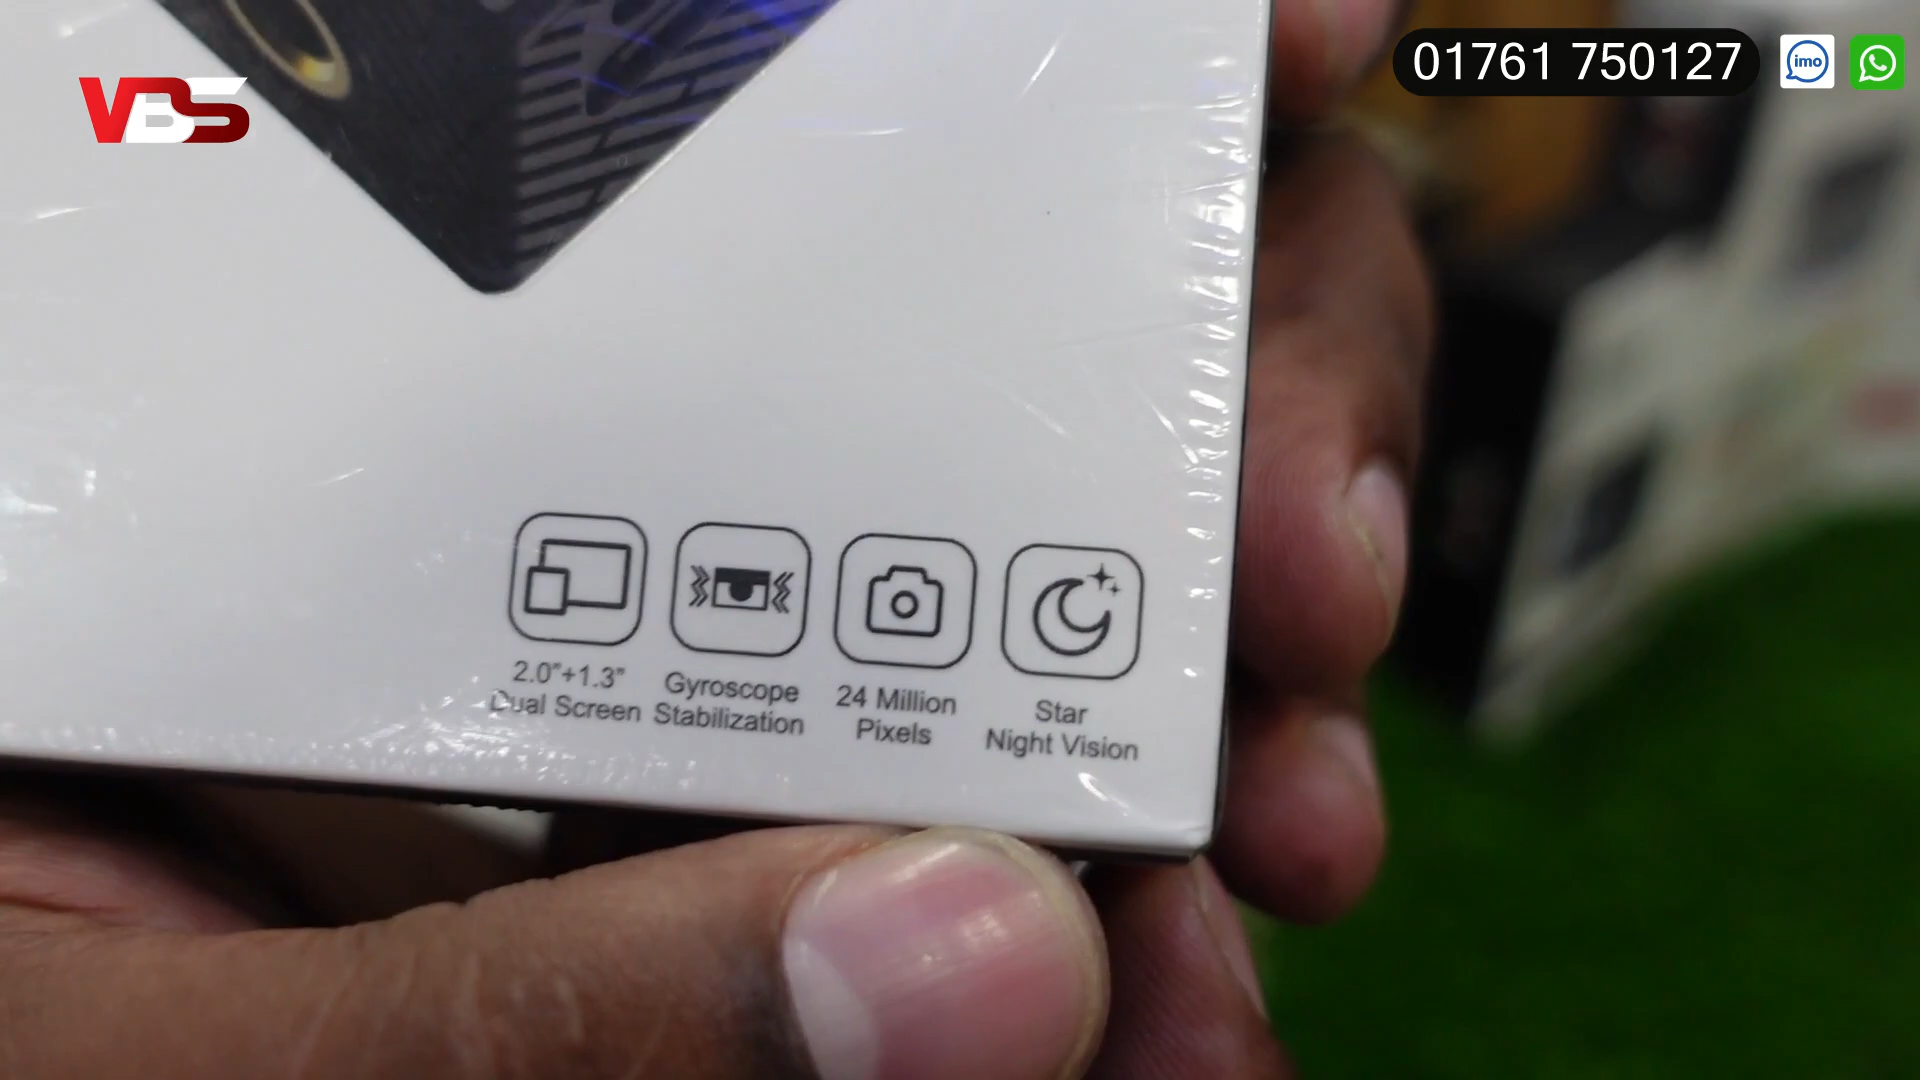 VBS
01761 750127
imo
2.0"+1.3"
Dual Screen
Gyroscope
Stabilization
24 Million
Pixels
Star
Night Vision